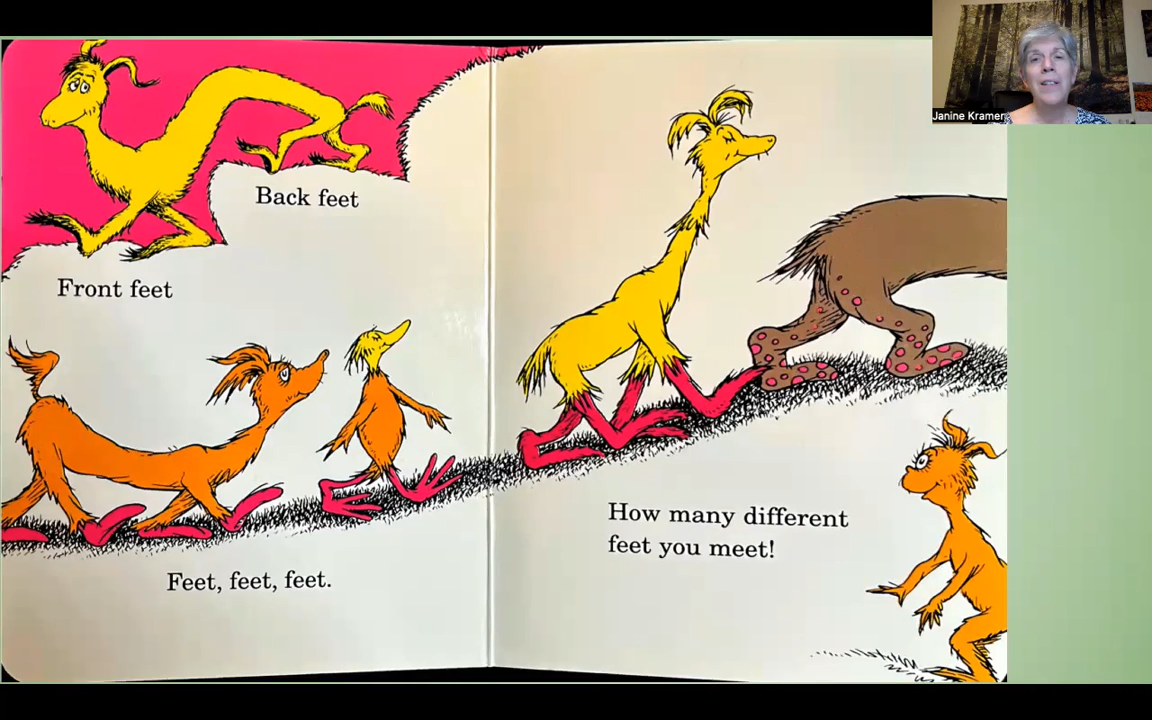 Janine Kramer
Back feet
Front feet
Feet, feet, feet.
How many different
feet you meet!